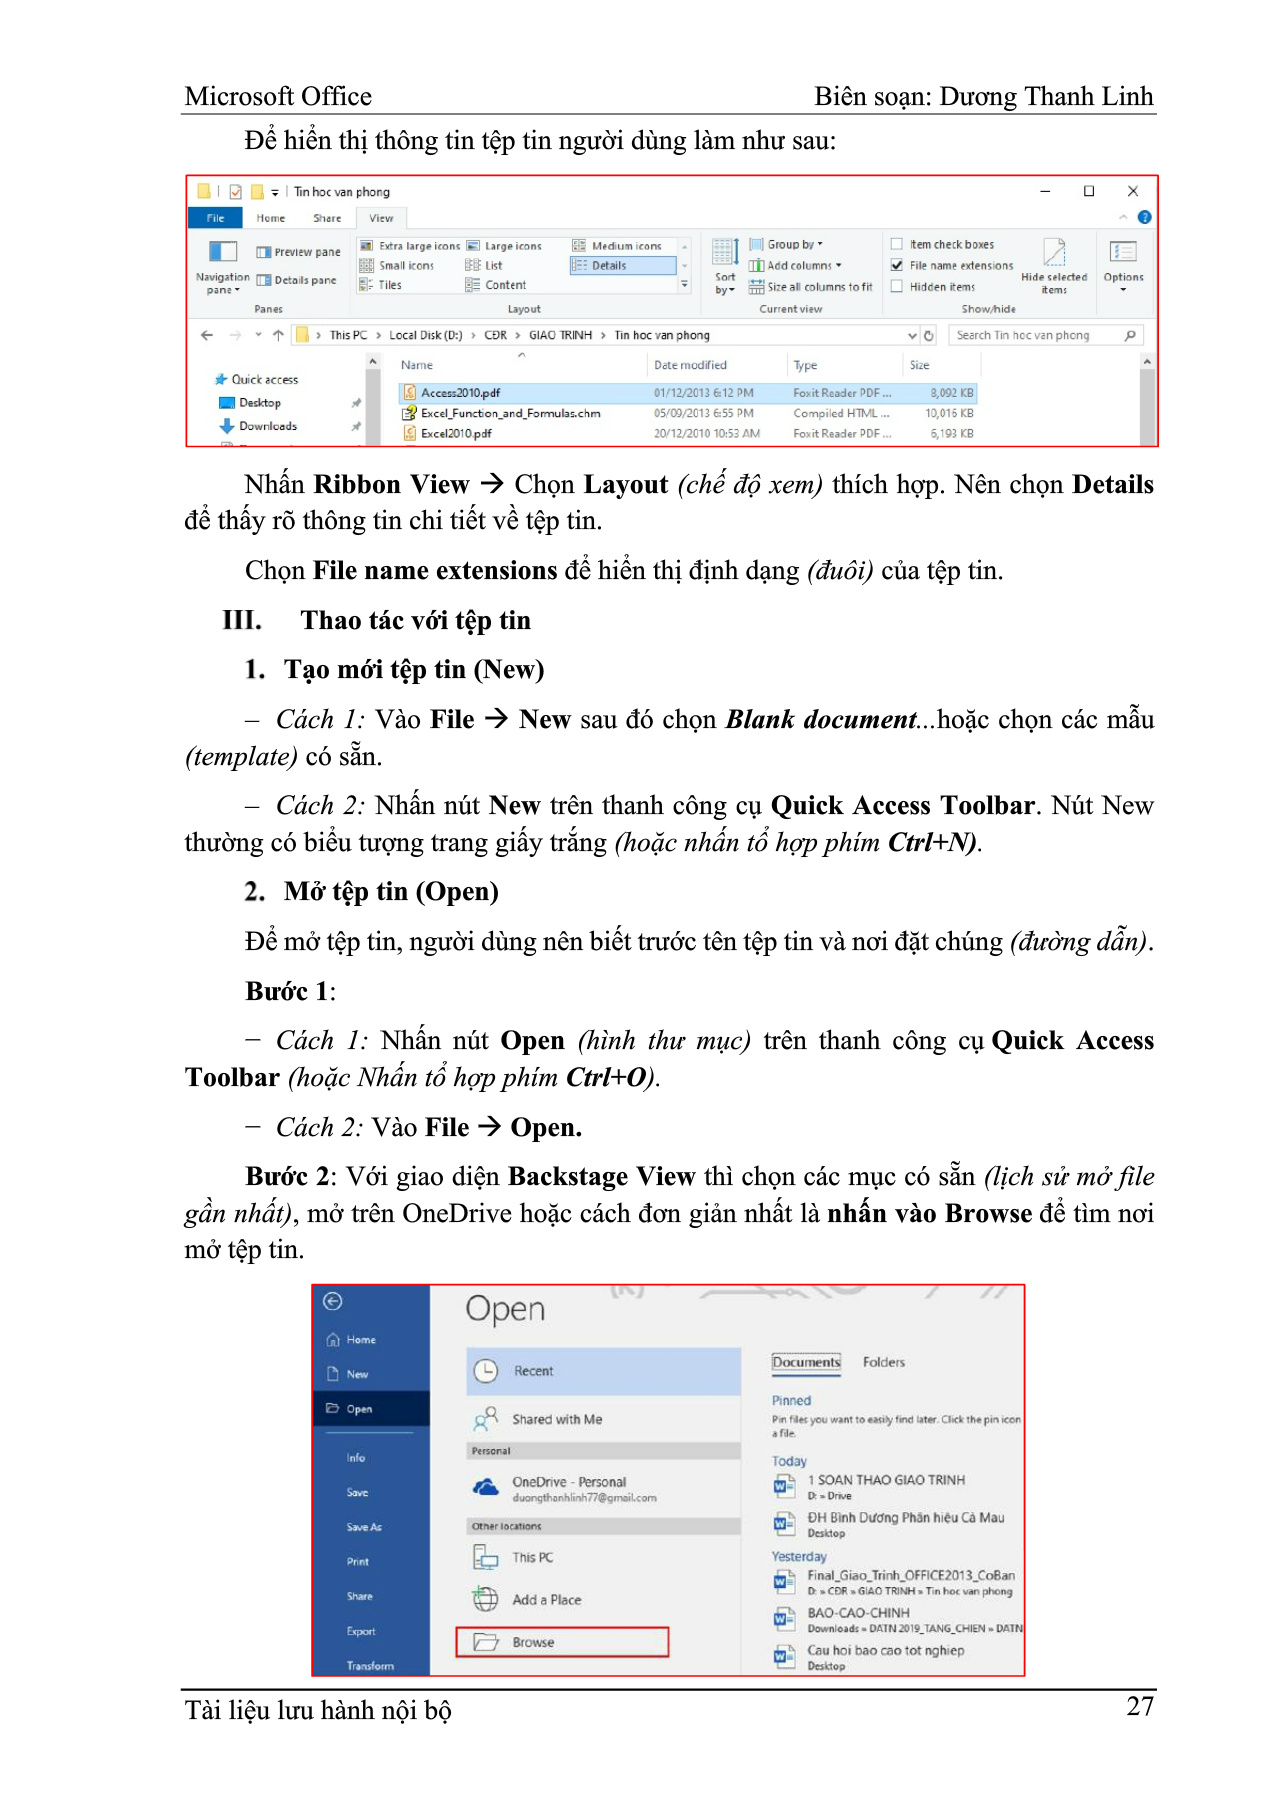 Microsoft Office Biên soạn: Dương Thanh Linh
Để hiển thị thông tin tệp tin người dùng làm như sau:
Tin hoc van phong
File Home Share View
Navigation pane
Preview pane
Details pane
Panes
Extra large icons Large icons Medium icons
Small icons List Details
Tiles Content
Layout
Sort by
Group by
Add columns
Size all columns to fit
Current view
Item check boxes
File name extensions
Hidden items
Hide selected items
Show/hide
Options
This PC > Local Disk (D:) > CĐR > GIAO TRINH > Tin hoc van phong
Search Tin hoc van phong
Quick access
Desktop
Downloads
Name Date modified Type Size
Access2010.pdf 01/12/2013 6:12 PM Foxit Reader PDF ... 8,092 KB
Excel_Function_and_Formulas.chm 05/09/2013 6:55 PM Compiled HTML ... 10,016 KB
Excel2010.pdf 20/12/2010 10:53 AM Foxit Reader PDF ... 6,193 KB
Nhấn Ribbon View → Chọn Layout (chế độ xem) thích hợp. Nên chọn Details
để thấy rõ thông tin chi tiết về tệp tin.
Chọn File name extensions để hiển thị định dạng (đuôi) của tệp tin.
III. Thao tác với tệp tin
1. Tạo mới tệp tin (New)
– Cách 1: Vào File → New sau đó chọn Blank document...hoặc chọn các mẫu
(template) có sẵn.
– Cách 2: Nhấn nút New trên thanh công cụ Quick Access Toolbar. Nút New
thường có biểu tượng trang giấy trắng (hoặc nhấn tổ hợp phím Ctrl+N).
2. Mở tệp tin (Open)
Để mở tệp tin, người dùng nên biết trước tên tệp tin và nơi đặt chúng (đường dẫn).
Bước 1:
− Cách 1: Nhấn nút Open (hình thư mục) trên thanh công cụ Quick Access
Toolbar (hoặc Nhấn tổ hợp phím Ctrl+O).
− Cách 2: Vào File → Open.
Bước 2: Với giao diện Backstage View thì chọn các mục có sẵn (lịch sử mở file
gần nhất), mở trên OneDrive hoặc cách đơn giản nhất là nhấn vào Browse để tìm nơi
mở tệp tin.
Home
New
Open
Info
Save
Save As
Print
Share
Export
Transform
Open
Recent
Shared with Me
Personal
OneDrive - Personal
duongthanhlinh77@gmail.com
Other locations
This PC
Add a Place
Browse
Documents Folders
Pinned
Pin files you want to easily find later. Click the pin icon
a file.
Today
1 SOAN THAO GIAO TRINH
D: » Drive
ĐH Bình Dương Phân hiệu Cà Mau
Desktop
Yesterday
Final_Giao_Trinh_OFFICE2013_CoBan
D: » CĐR » GIAO TRINH » Tin hoc van phong
BAO-CAO-CHINH
Downloads » DATN 2019_TANG_CHIEN » DATN
Cau hoi bao cao tot nghiep
Desktop
Tài liệu lưu hành nội bộ 27